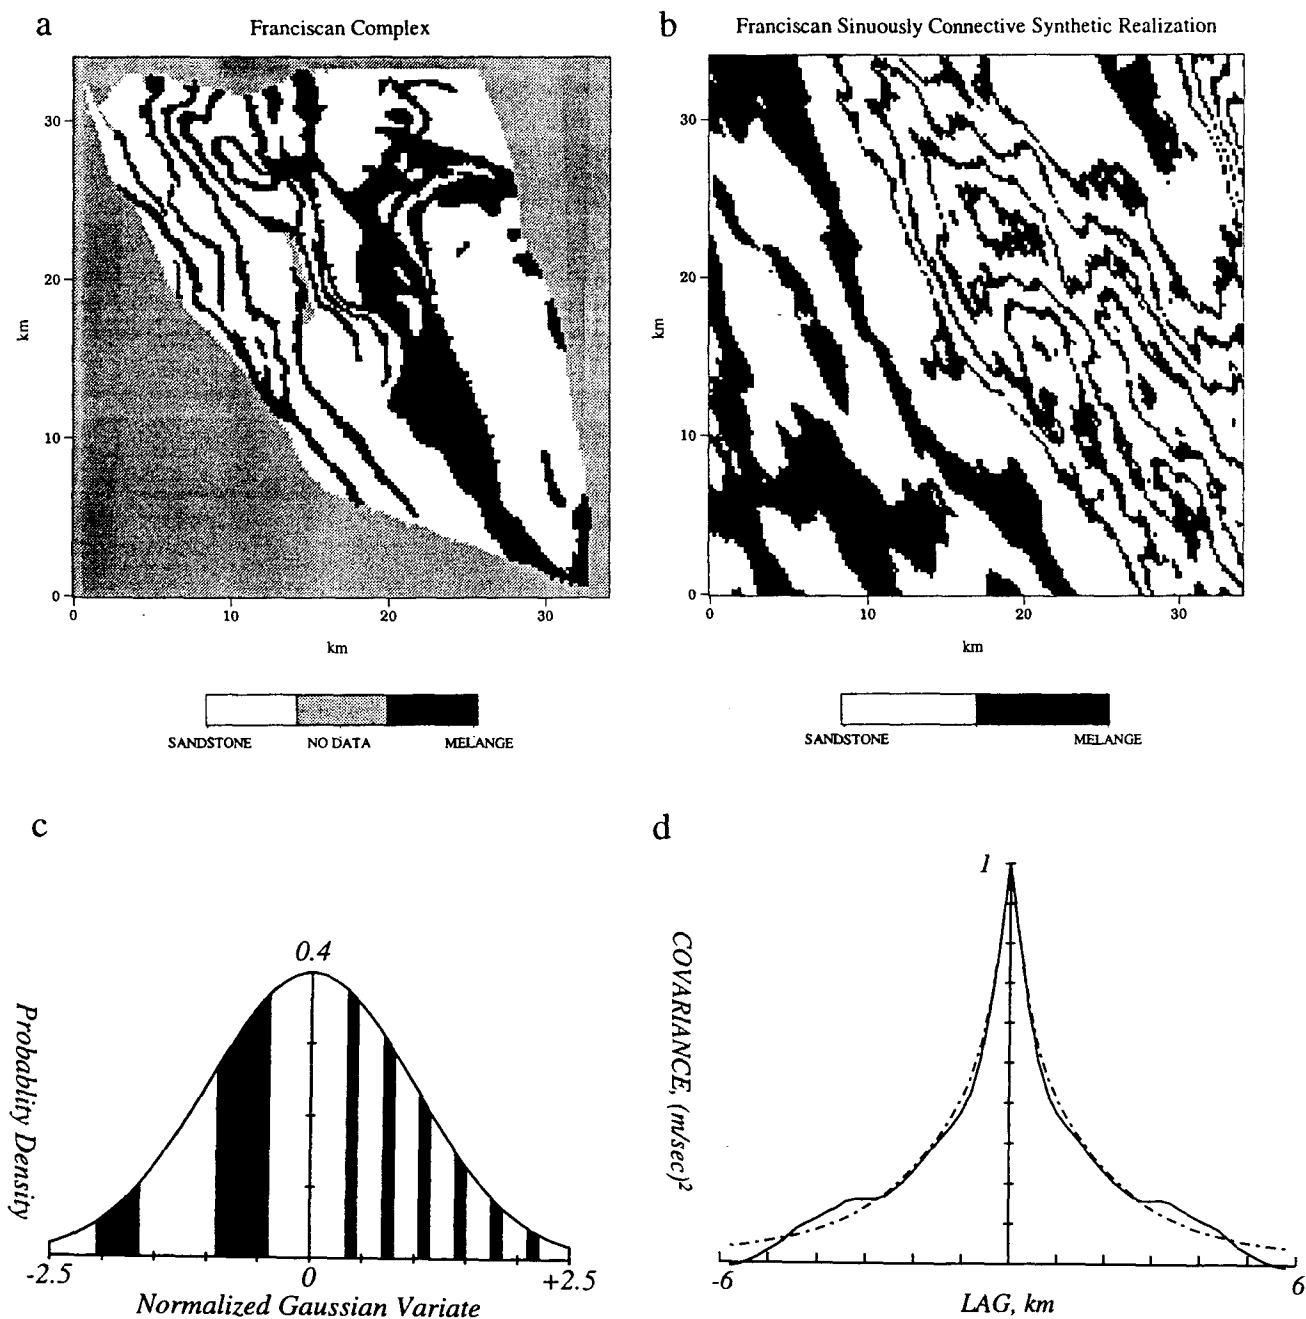 a
Franciscan Complex
30
20
10
0
km
0 10 20 30
km
SANDSTONE NO DATA MELANGE
b
Franciscan Sinuously Connective Synthetic Realization
30
20
10
0
km
0 10 20 30
km
SANDSTONE MELANGE
c
0.4
Probablity Density
-2.5 0 +2.5
Normalized Gaussian Variate
d
1
COVARIANCE, (m/sec)²
-6 6
LAG, km